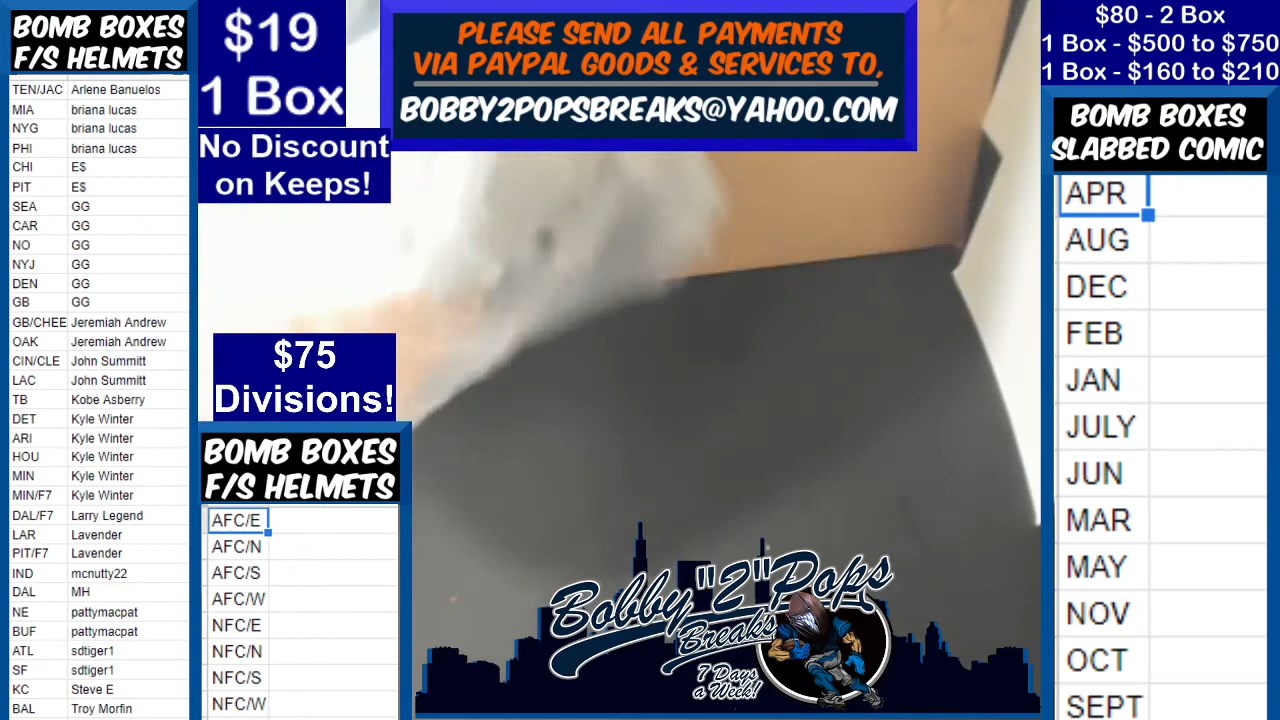 BOMB BOXES
F/S HELMETS
TEN/JAC Arlene Banuelos
MIA briana lucas
NYG briana lucas
PHI briana lucas
CHI E$
PIT E$
SEA GG
CAR GG
NO GG
NYJ GG
DEN GG
GB GG
GB/CHEE Jeremiah Andrew
OAK Jeremiah Andrew
CIN/CLE John Summitt
LAC John Summitt
TB Kobe Asberry
DET Kyle Winter
ARI Kyle Winter
HOU Kyle Winter
MIN Kyle Winter
MIN/F7 Kyle Winter
DAL/F7 Larry Legend
LAR Lavender
PIT/F7 Lavender
IND mcnutty22
DAL MH
NE pattymacpat
BUF pattymacpat
ATL sdtiger1
SF sdtiger1
KC Steve E
BAL Troy Morfin
$19
1 Box
No Discount
on Keeps!
$75
Divisions!
BOMB BOXES
F/S HELMETS
AFC/E
AFC/N
AFC/S
AFC/W
NFC/E
NFC/N
NFC/S
NFC/W
PLEASE SEND ALL PAYMENTS
VIA PAYPAL GOODS & SERVICES TO,
BOBBY2POPSBREAKS@YAHOO.COM
Bobby "2" Pops
Breaks
7 Days
a Week!
$80 - 2 Box
1 Box - $500 to $750
1 Box - $160 to $210
BOMB BOXES
SLABBED COMIC
APR
AUG
DEC
FEB
JAN
JULY
JUN
MAR
MAY
NOV
OCT
SEPT